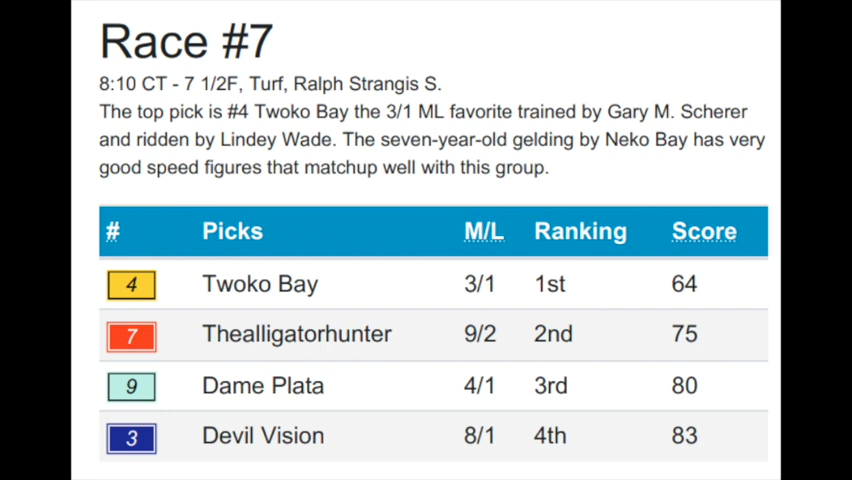 Race #7
8:10 CT - 7 1/2F, Turf, Ralph Strangis S.
The top pick is #4 Twoko Bay the 3/1 ML favorite trained by Gary M. Scherer
and ridden by Lindey Wade. The seven-year-old gelding by Neko Bay has very
good speed figures that matchup well with this group.
# Picks M/L Ranking Score
4 Twoko Bay 3/1 1st 64
7 Thealligatorhunter 9/2 2nd 75
9 Dame Plata 4/1 3rd 80
3 Devil Vision 8/1 4th 83